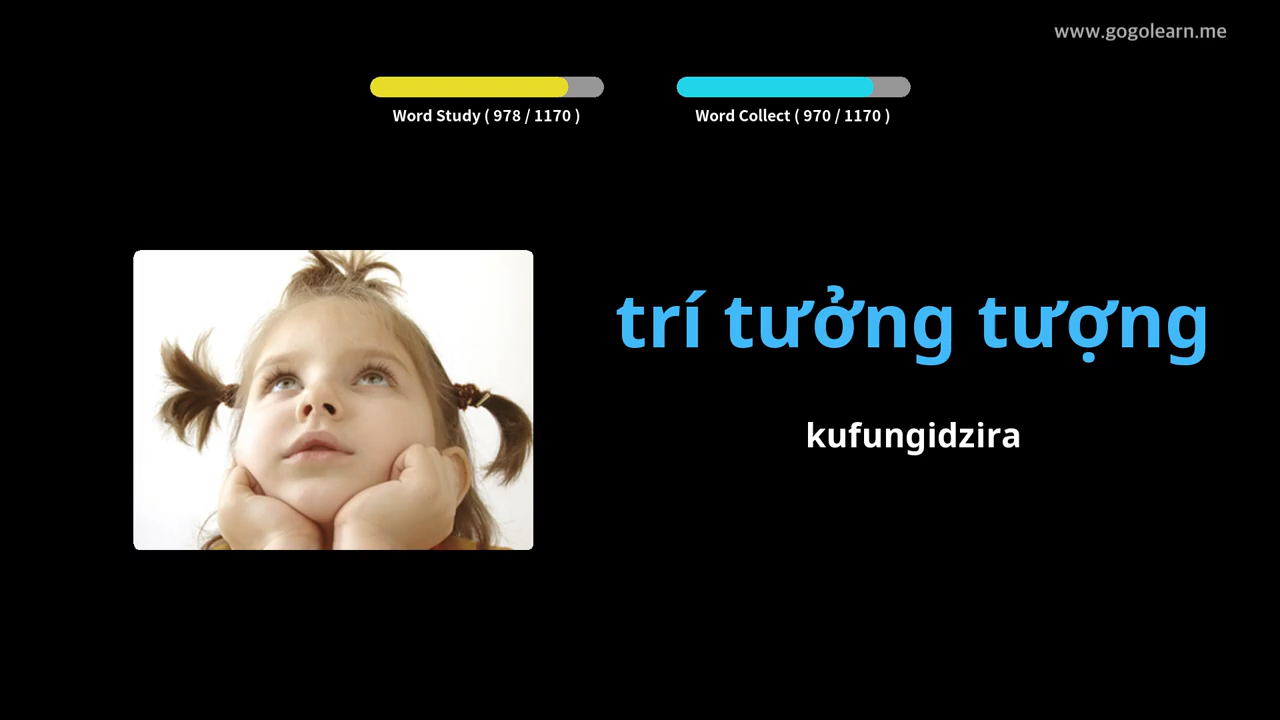 www.gogolearn.me
Word Study ( 978 / 1170 )
Word Collect ( 970 / 1170 )
trí tưởng tượng
kufungidzira